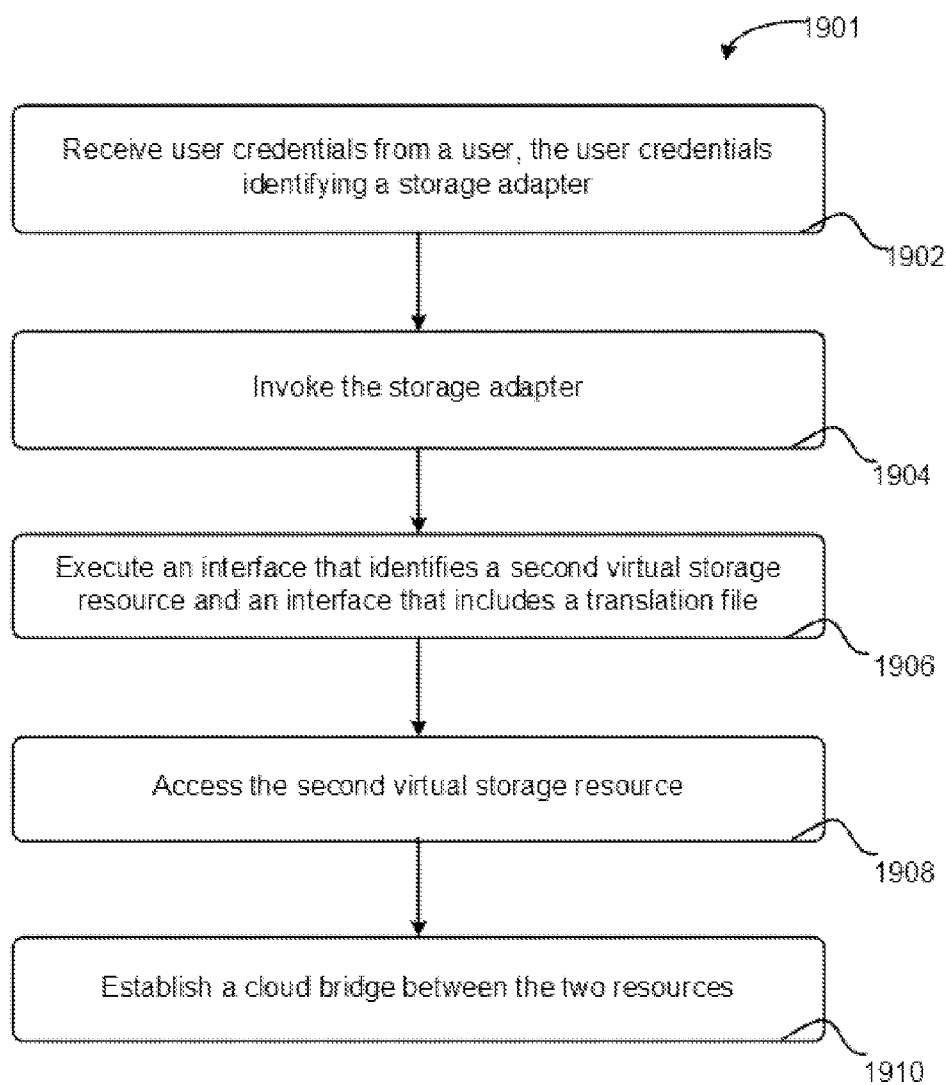 1901
Receive user credentials from a user, the user credentials
identifying a storage adapter
1902
Invoke the storage adapter
1904
Execute an interface that identifies a second virtual storage
resource and an interface that includes a translation file
1906
Access the second virtual storage resource
1908
Establish a cloud bridge between the two resources
1910